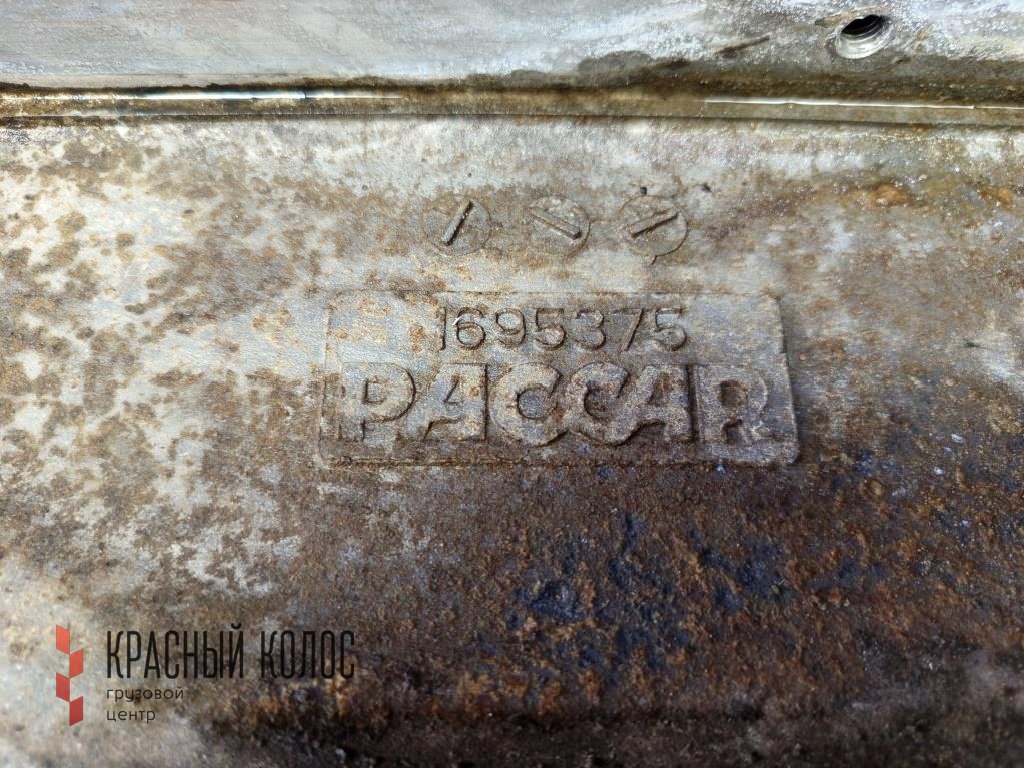 1695375
PACCAR
КРАСНЫЙ КОЛОС
грузовой
центр